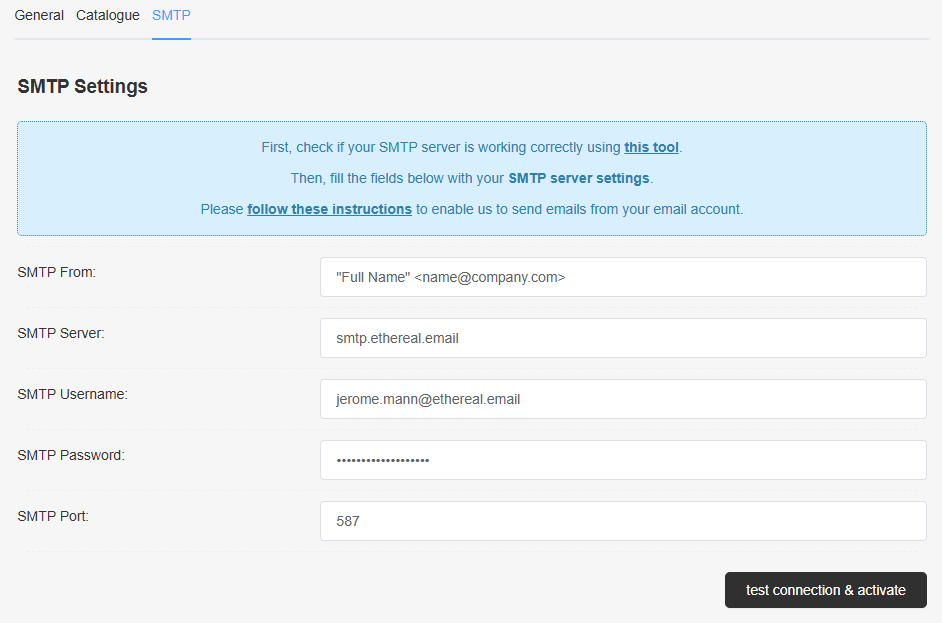 General Catalogue SMTP
SMTP Settings
First, check if your SMTP server is working correctly using this tool.
Then, fill the fields below with your SMTP server settings.
Please follow these instructions to enable us to send emails from your email account.
SMTP From: "Full Name" <name@company.com>
SMTP Server: smtp.ethereal.email
SMTP Username: jerome.mann@ethereal.email
SMTP Password: •••••••••••••••••••
SMTP Port: 587
test connection & activate